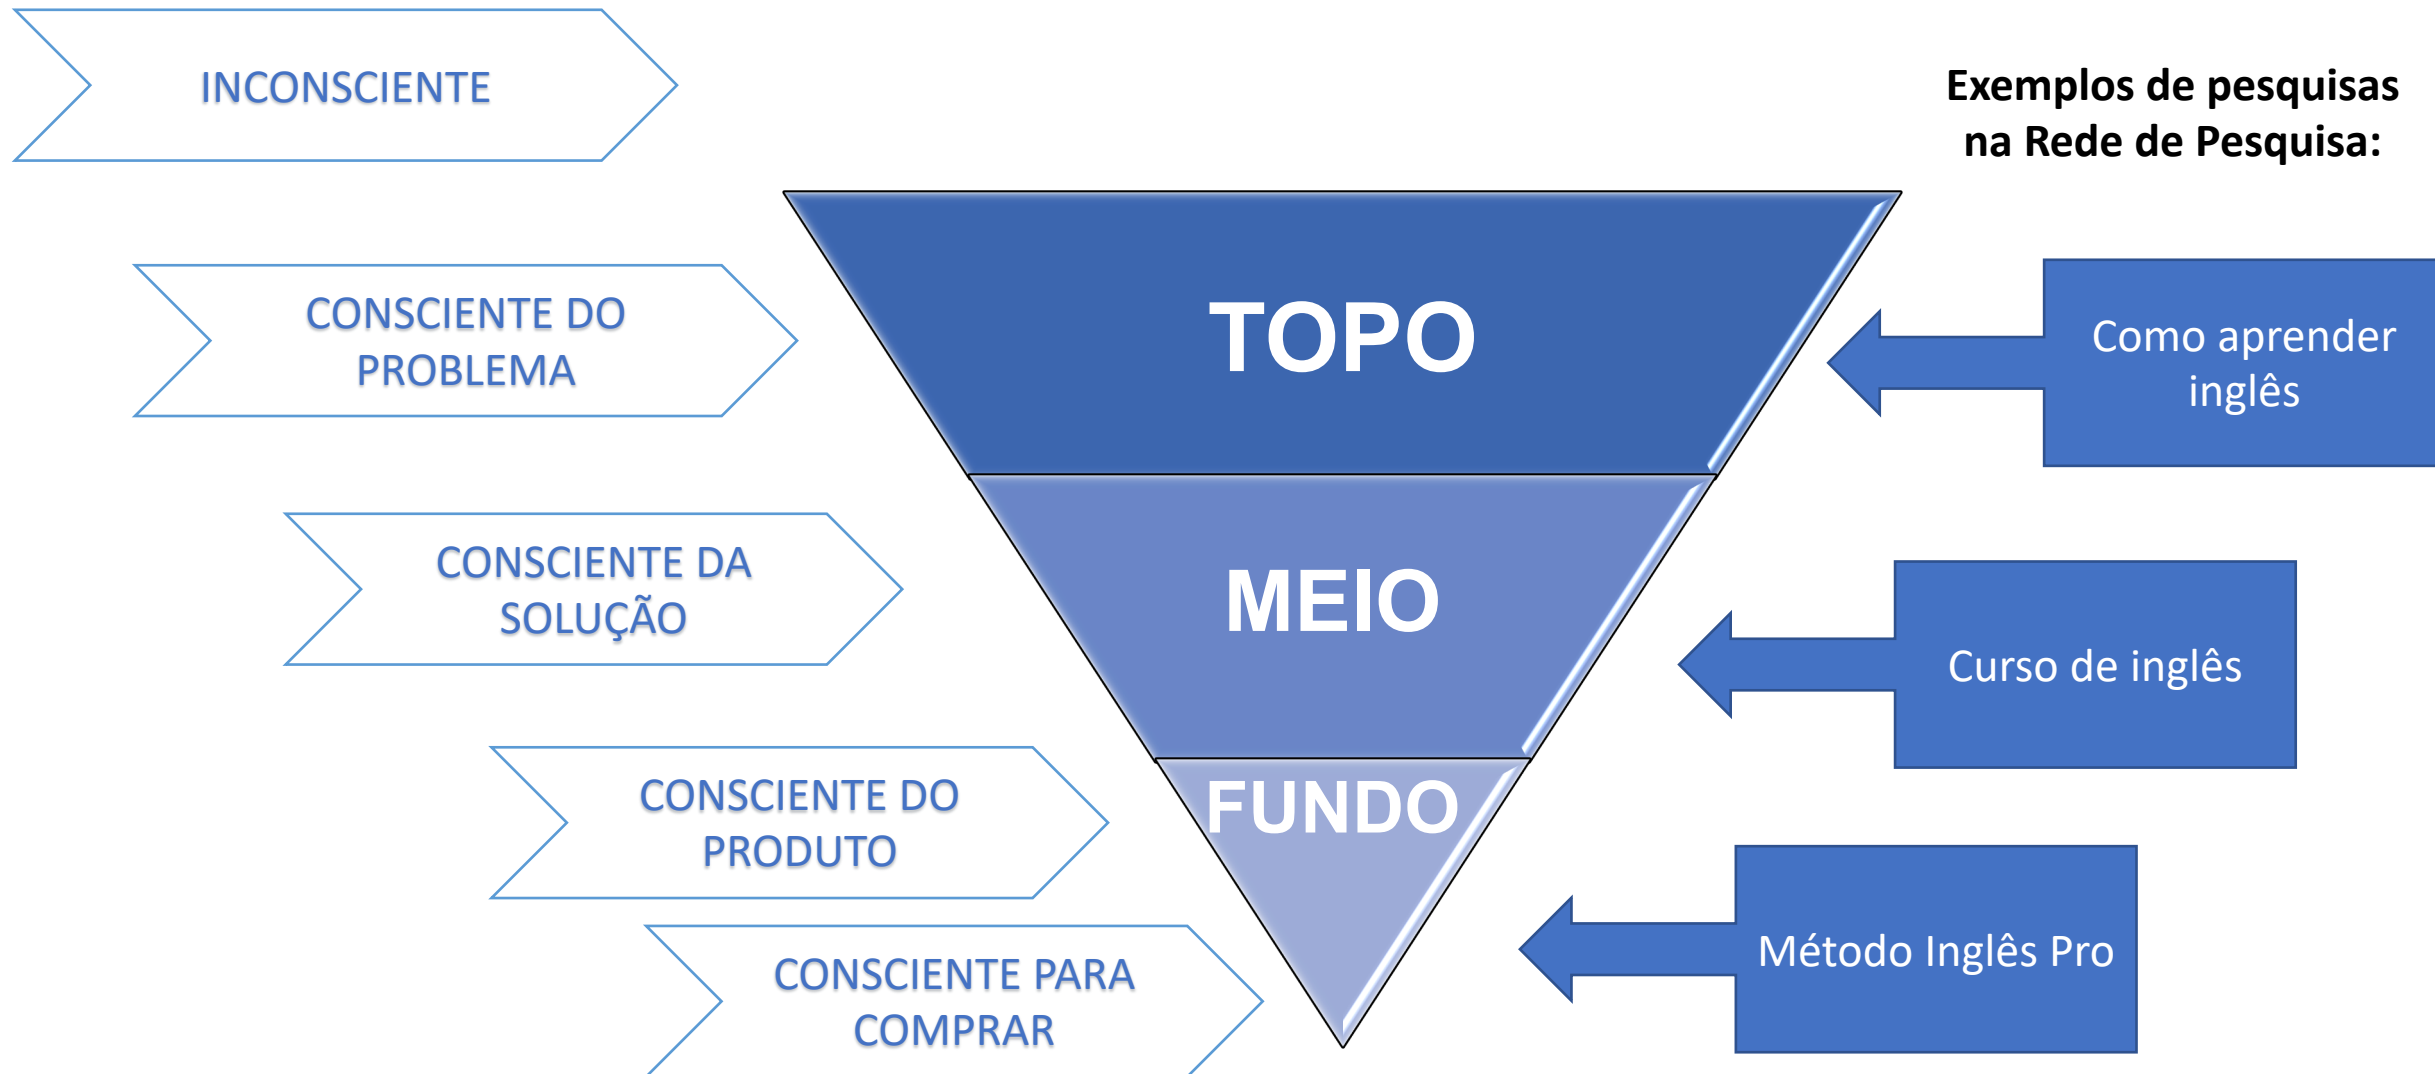 INCONSCIENTE
Exemplos de pesquisas
na Rede de Pesquisa:
CONSCIENTE DO
PROBLEMA
TOPO
Como aprender
inglês
CONSCIENTE DA
SOLUÇÃO
MEIO
Curso de inglês
CONSCIENTE DO
PRODUTO
FUNDO
CONSCIENTE PARA
COMPRAR
Método Inglês Pro